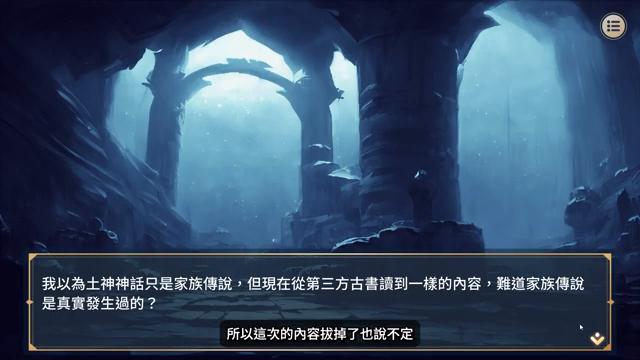 我以為土神神話只是家族傳說，但現在從第三方古書讀到一樣的內容，難道家族傳說
是真實發生過的？
所以這次的內容拔掉了也說不定